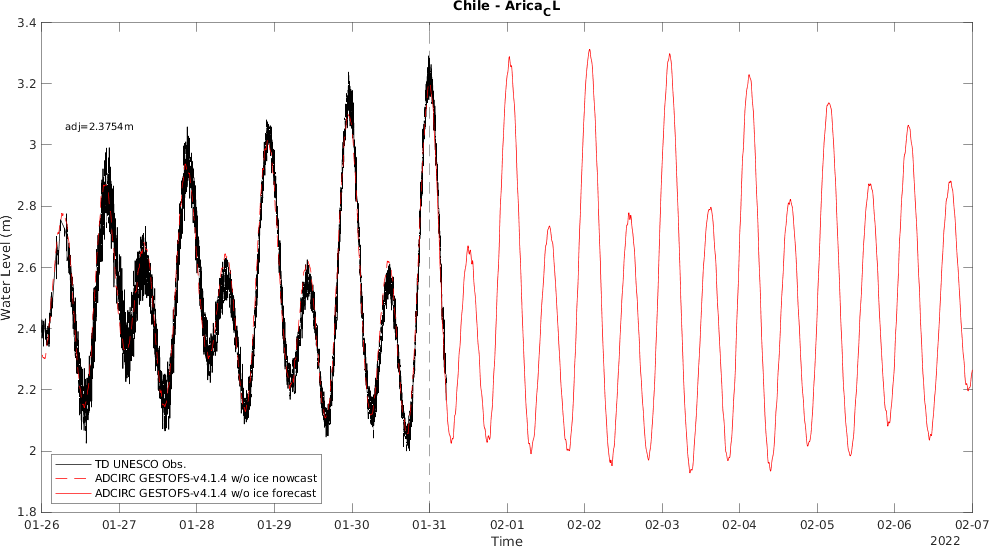 Chile - Arica_CL
3.4
3.2
adj=2.3754m
3
2.8
2.6
2.4
2.2
2
1.8
Water Level (m)
TD UNESCO Obs.
ADCIRC GESTOFS-v4.1.4 w/o ice nowcast
ADCIRC GESTOFS-v4.1.4 w/o ice forecast
01-26 01-27 01-28 01-29 01-30 01-31 02-01 02-02 02-03 02-04 02-05 02-06 02-07
Time
2022